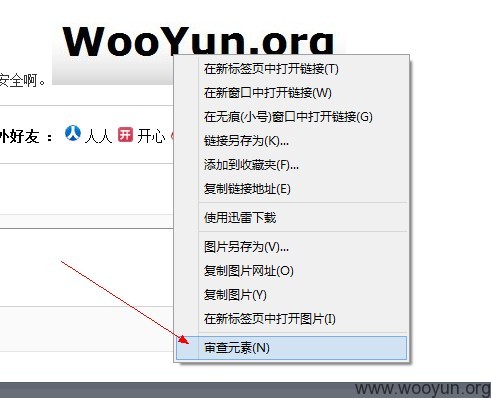 WooYun.org
安全啊。
外好友 : 人人 开 开心
在新标签页中打开链接(T)
在新窗口中打开链接(W)
在无痕(小号)窗口中打开链接(G)
链接另存为(K)...
添加到收藏夹(F)...
复制链接地址(E)
使用迅雷下载
图片另存为(V)...
复制图片网址(O)
复制图片(Y)
在新标签页中打开图片(I)
审查元素(N)
www.wooyun.org